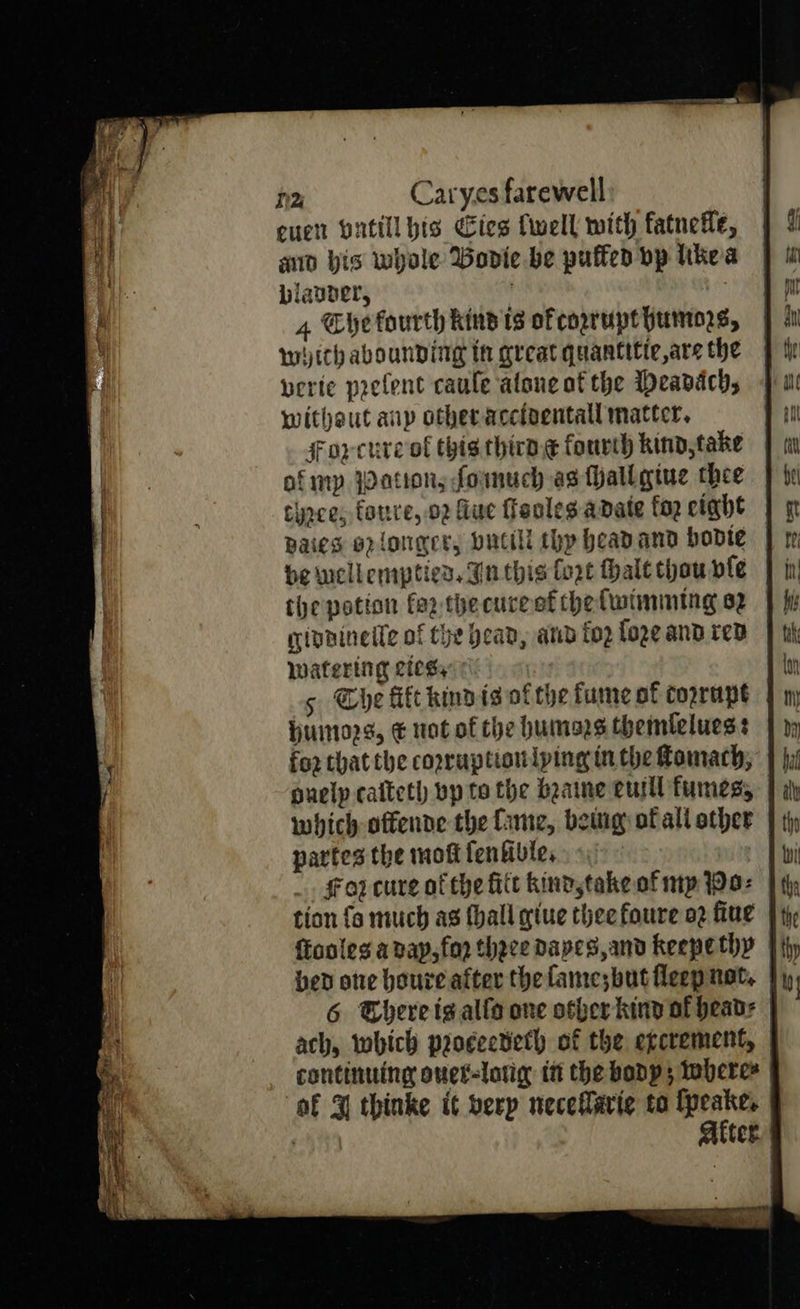 Caryes farewell
euen vntill his Eies ſwell with fatneſſe,
and his whole Bodie be puffed vp like a
bladder,
4 The fourth kind is of corrupt humors,
which abounding in great quantitie, are the
verie preſent cauſe alone of the Headach,
without any other accidentall matter.
For cure of this third & fourth kind, take
of my Potion, ſo much as ſhall giue thee
three, foure, or fiue ſtooles a daie for eight
daies or longer, vntill thy head and bodie
be well emptied. In this ſort ſhalt thou vſe
the potion for the cure of the ſwimming or
giddineſſe of the head, and for ſore and red
watering eies.
5 The fift kind is of the fume of corrupt
humors, & not of the humors themſelues:
for that the corruption lying in the ſtomach,
onely caſteth vp to the braine euill fumes,
which offende the ſame, being of all other
partes the moſt ſenſible.
For cure of the fift kind, take of my Po-
tion ſo much as ſhall giue thee foure or fiue
ſtooles a day, for three dayes, and keepe thy
bed one houre after the ſame; but ſleep not.
6 There is alſo one other kind of head-
ach, which proceedeth of the excrement,
continuing ouer-long in the body; where-
of I thinke it very neceſſarie to ſpeake.
After